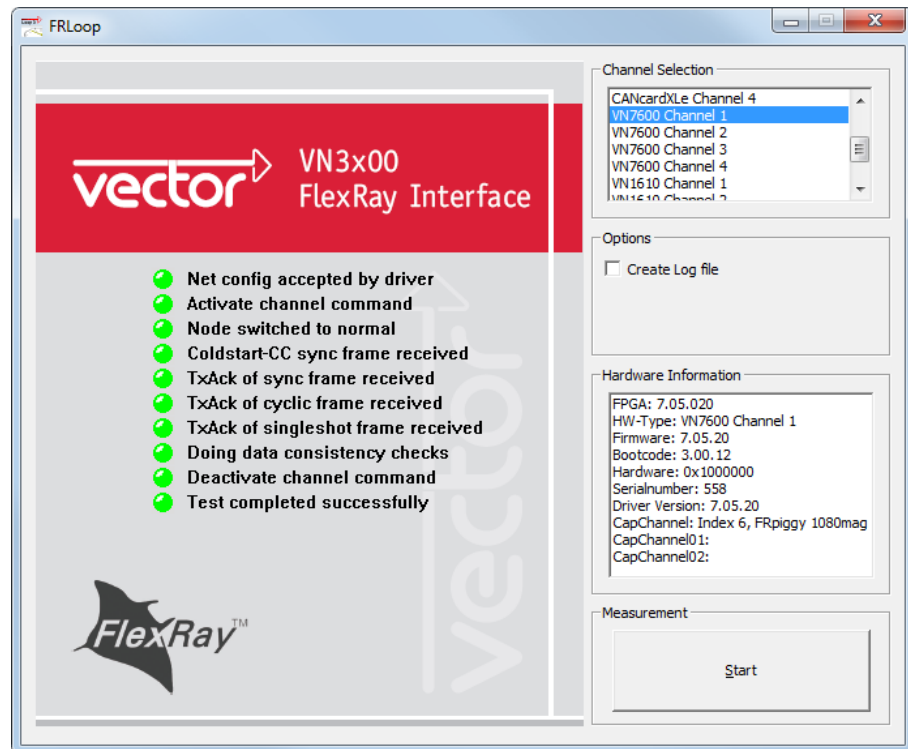 FRLoop
vector
VN3x00
FlexRay Interface
Net config accepted by driver
Activate channel command
Node switched to normal
Coldstart-CC sync frame received
TxAck of sync frame received
TxAck of cyclic frame received
TxAck of singleshot frame received
Doing data consistency checks
Deactivate channel command
Test completed successfully
vector
FlexRay™
Channel Selection
CANcardXLe Channel 4
VN7600 Channel 1
VN7600 Channel 2
VN7600 Channel 3
VN7600 Channel 4
VN1610 Channel 1
VN1610 Channel 2
Options
Create Log file
Hardware Information
FPGA: 7.05.020
HW-Type: VN7600 Channel 1
Firmware: 7.05.20
Bootcode: 3.00.12
Hardware: 0x1000000
Serialnumber: 558
Driver Version: 7.05.20
CapChannel: Index 6, FRpiggy 1080mag
CapChannel01:
CapChannel02:
Measurement
Start